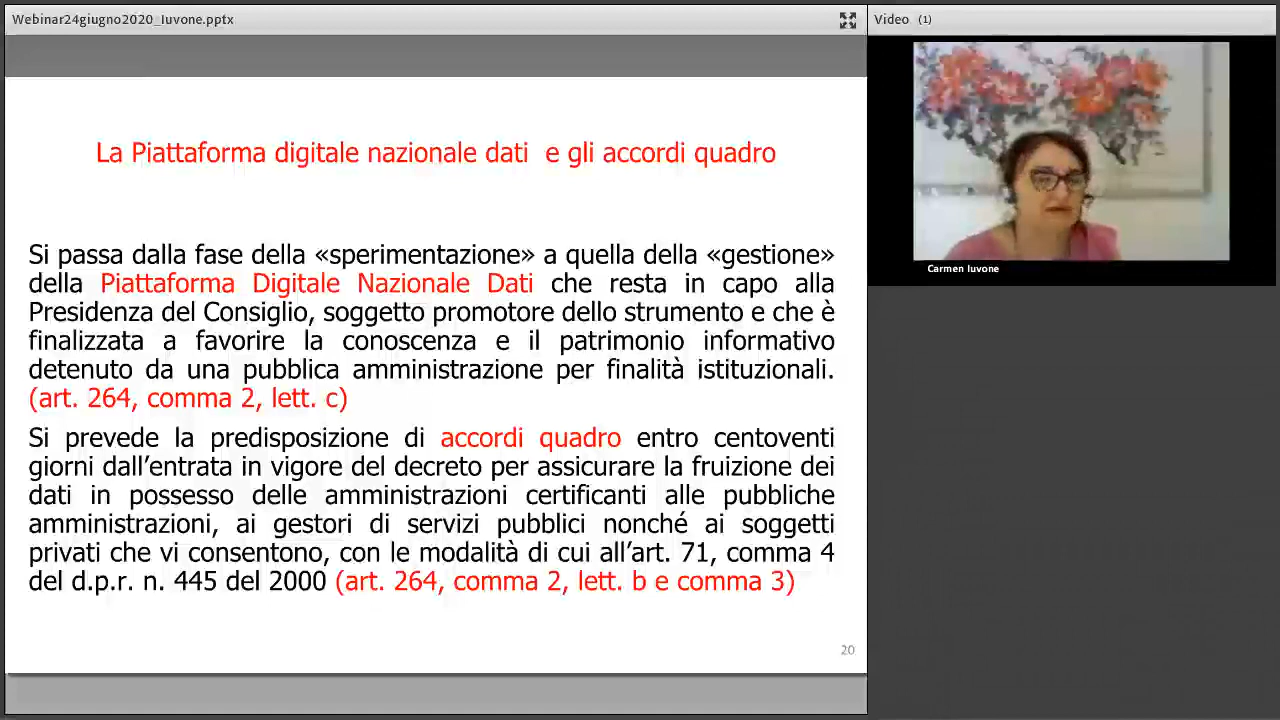 Webinar24giugno2020_Iuvone.pptx
Video (1)
Carmen Iuvone
La Piattaforma digitale nazionale dati e gli accordi quadro
Si passa dalla fase della «sperimentazione» a quella della «gestione»
della Piattaforma Digitale Nazionale Dati che resta in capo alla
Presidenza del Consiglio, soggetto promotore dello strumento e che è
finalizzata a favorire la conoscenza e il patrimonio informativo
detenuto da una pubblica amministrazione per finalità istituzionali.
(art. 264, comma 2, lett. c)
Si prevede la predisposizione di accordi quadro entro centoventi
giorni dall’entrata in vigore del decreto per assicurare la fruizione dei
dati in possesso delle amministrazioni certificanti alle pubbliche
amministrazioni, ai gestori di servizi pubblici nonché ai soggetti
privati che vi consentono, con le modalità di cui all’art. 71, comma 4
del d.p.r. n. 445 del 2000 (art. 264, comma 2, lett. b e comma 3)
20